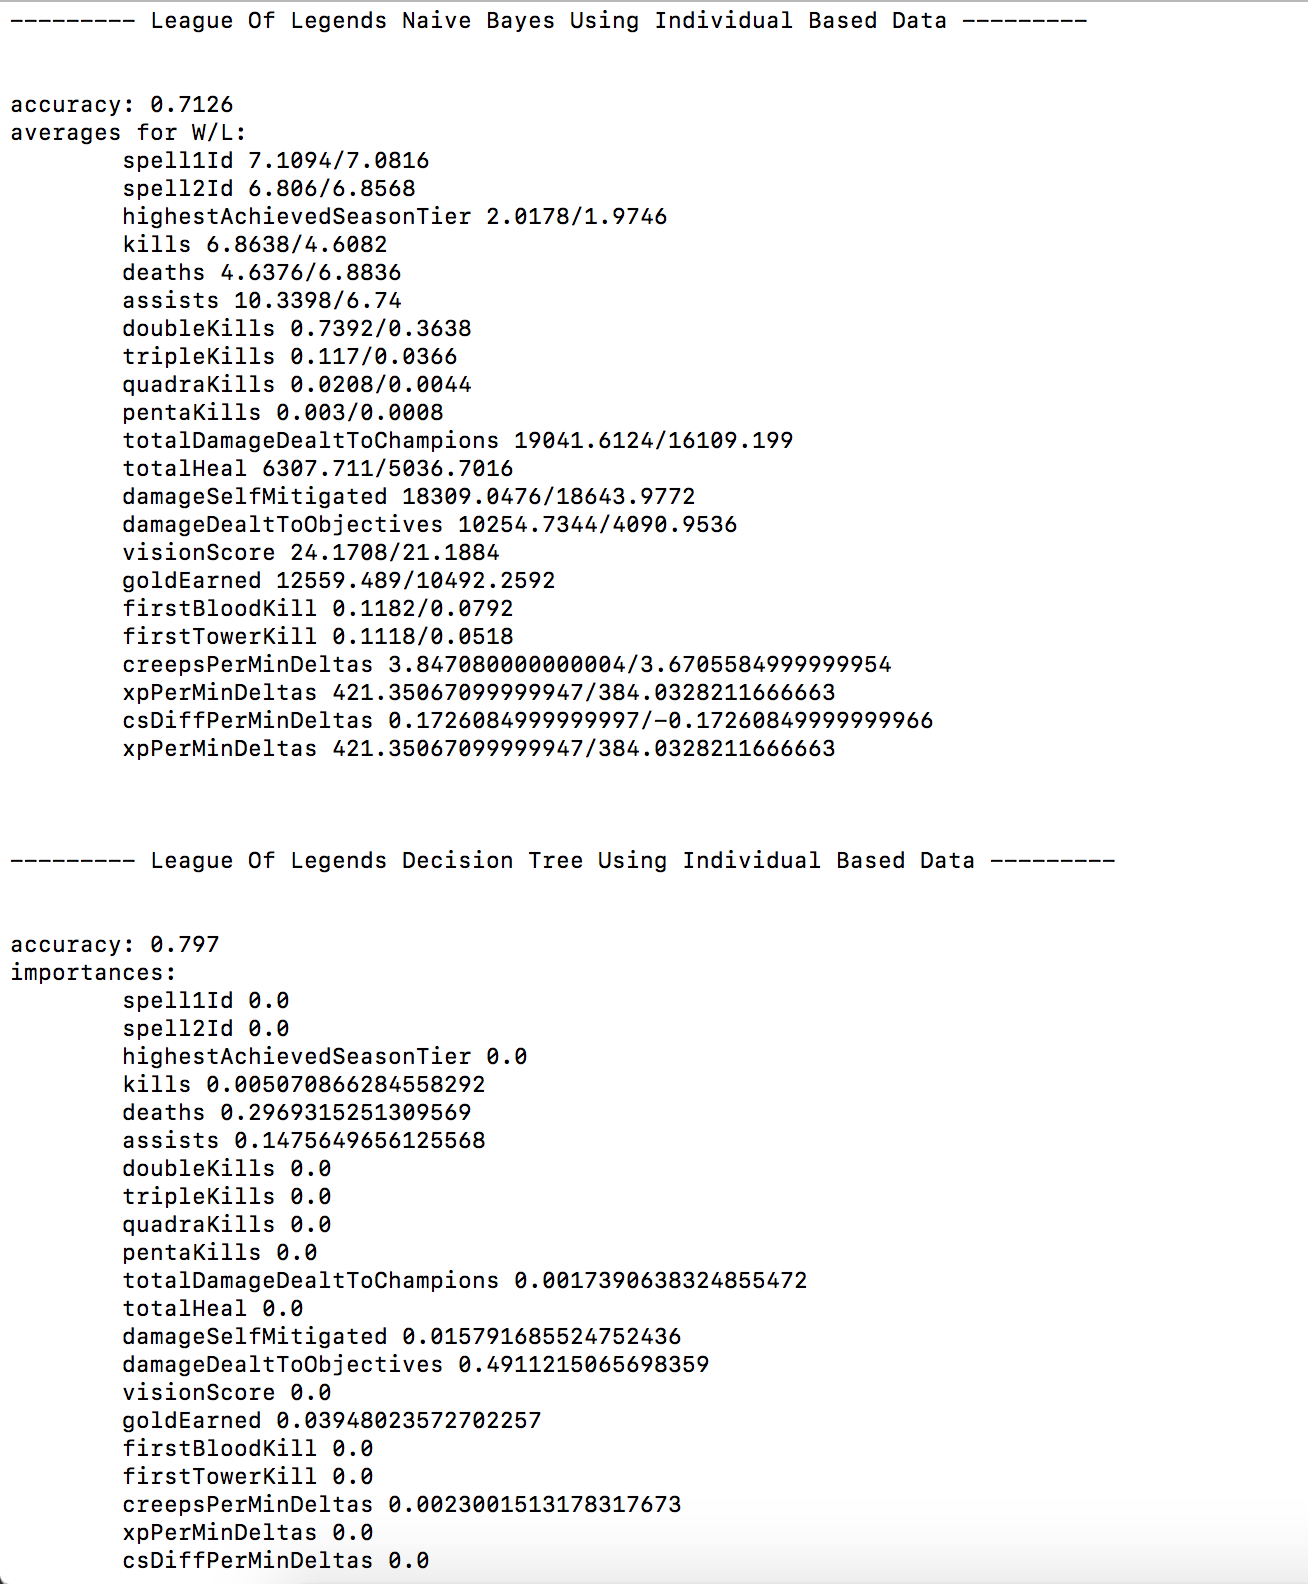 --------- League Of Legends Naive Bayes Using Individual Based Data ---------
accuracy: 0.7126
averages for W/L:
spell1Id 7.1094/7.0816
spell2Id 6.806/6.8568
highestAchievedSeasonTier 2.0178/1.9746
kills 6.8638/4.6082
deaths 4.6376/6.8836
assists 10.3398/6.74
doubleKills 0.7392/0.3638
tripleKills 0.117/0.0366
quadraKills 0.0208/0.0044
pentaKills 0.003/0.0008
totalDamageDealtToChampions 19041.6124/16109.199
totalHeal 6307.711/5036.7016
damageSelfMitigated 18309.0476/18643.9772
damageDealtToObjectives 10254.7344/4090.9536
visionScore 24.1708/21.1884
goldEarned 12559.489/10492.2592
firstBloodKill 0.1182/0.0792
firstTowerKill 0.1118/0.0518
creepsPerMinDeltas 3.847080000000004/3.6705584999999954
xpPerMinDeltas 421.35067099999947/384.0328211666663
csDiffPerMinDeltas 0.1726084999999997/-0.17260849999999966
xpPerMinDeltas 421.35067099999947/384.0328211666663
--------- League Of Legends Decision Tree Using Individual Based Data ---------
accuracy: 0.797
importances:
spell1Id 0.0
spell2Id 0.0
highestAchievedSeasonTier 0.0
kills 0.005070866284558292
deaths 0.2969315251309569
assists 0.1475649656125568
doubleKills 0.0
tripleKills 0.0
quadraKills 0.0
pentaKills 0.0
totalDamageDealtToChampions 0.0017390638324855472
totalHeal 0.0
damageSelfMitigated 0.015791685524752436
damageDealtToObjectives 0.4911215065698359
visionScore 0.0
goldEarned 0.03948023572702257
firstBloodKill 0.0
firstTowerKill 0.0
creepsPerMinDeltas 0.0023001513178317673
xpPerMinDeltas 0.0
csDiffPerMinDeltas 0.0